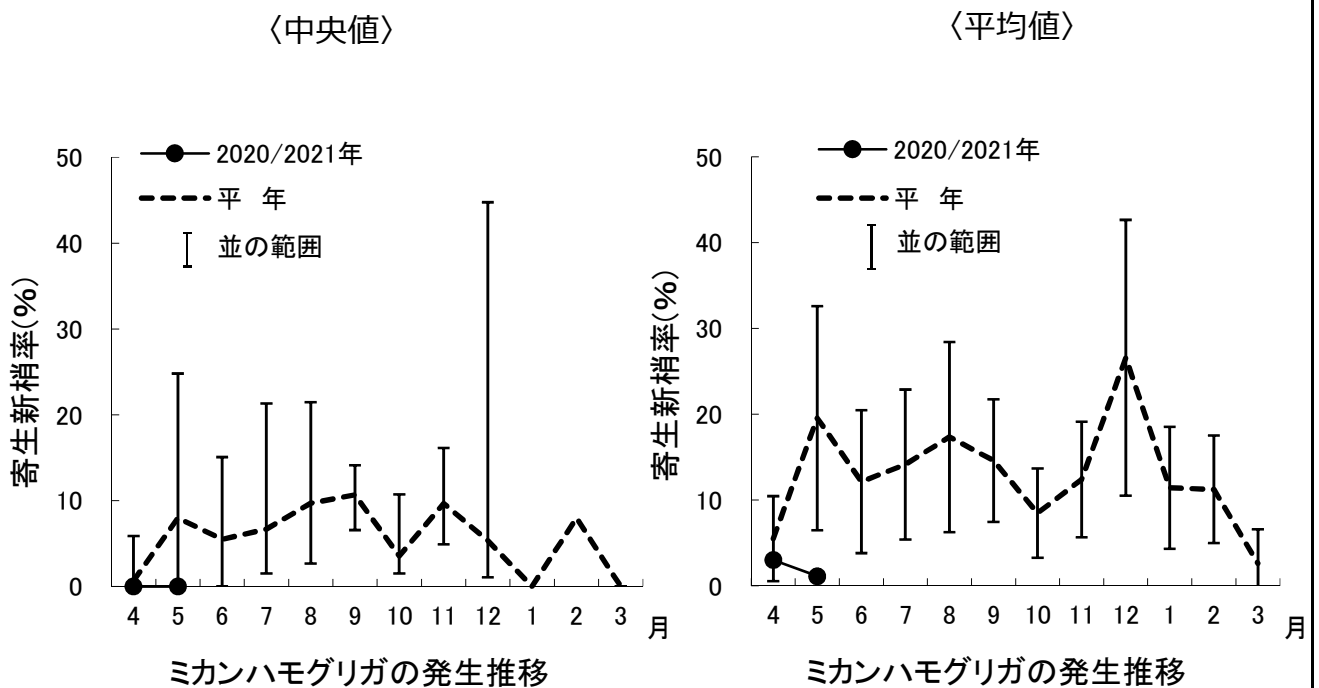 〈中央値〉
2020/2021年
平 年
並の範囲
50
40
30
20
10
0
寄生新梢率(%)
4 5 6 7 8 9 10 11 12 1 2 3 月
ミカンハモグリガの発生推移
〈平均値〉
2020/2021年
平 年
並の範囲
50
40
30
20
10
0
寄生新梢率(%)
4 5 6 7 8 9 10 11 12 1 2 3 月
ミカンハモグリガの発生推移